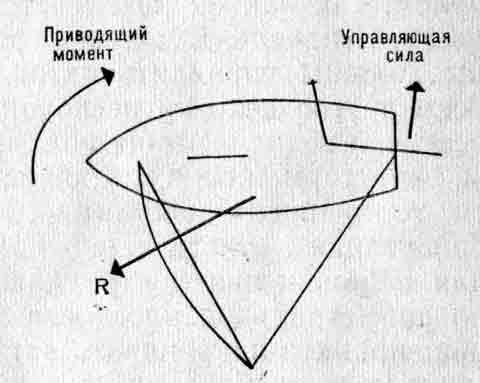 Приводящий
момент
Управляющая
сила
R